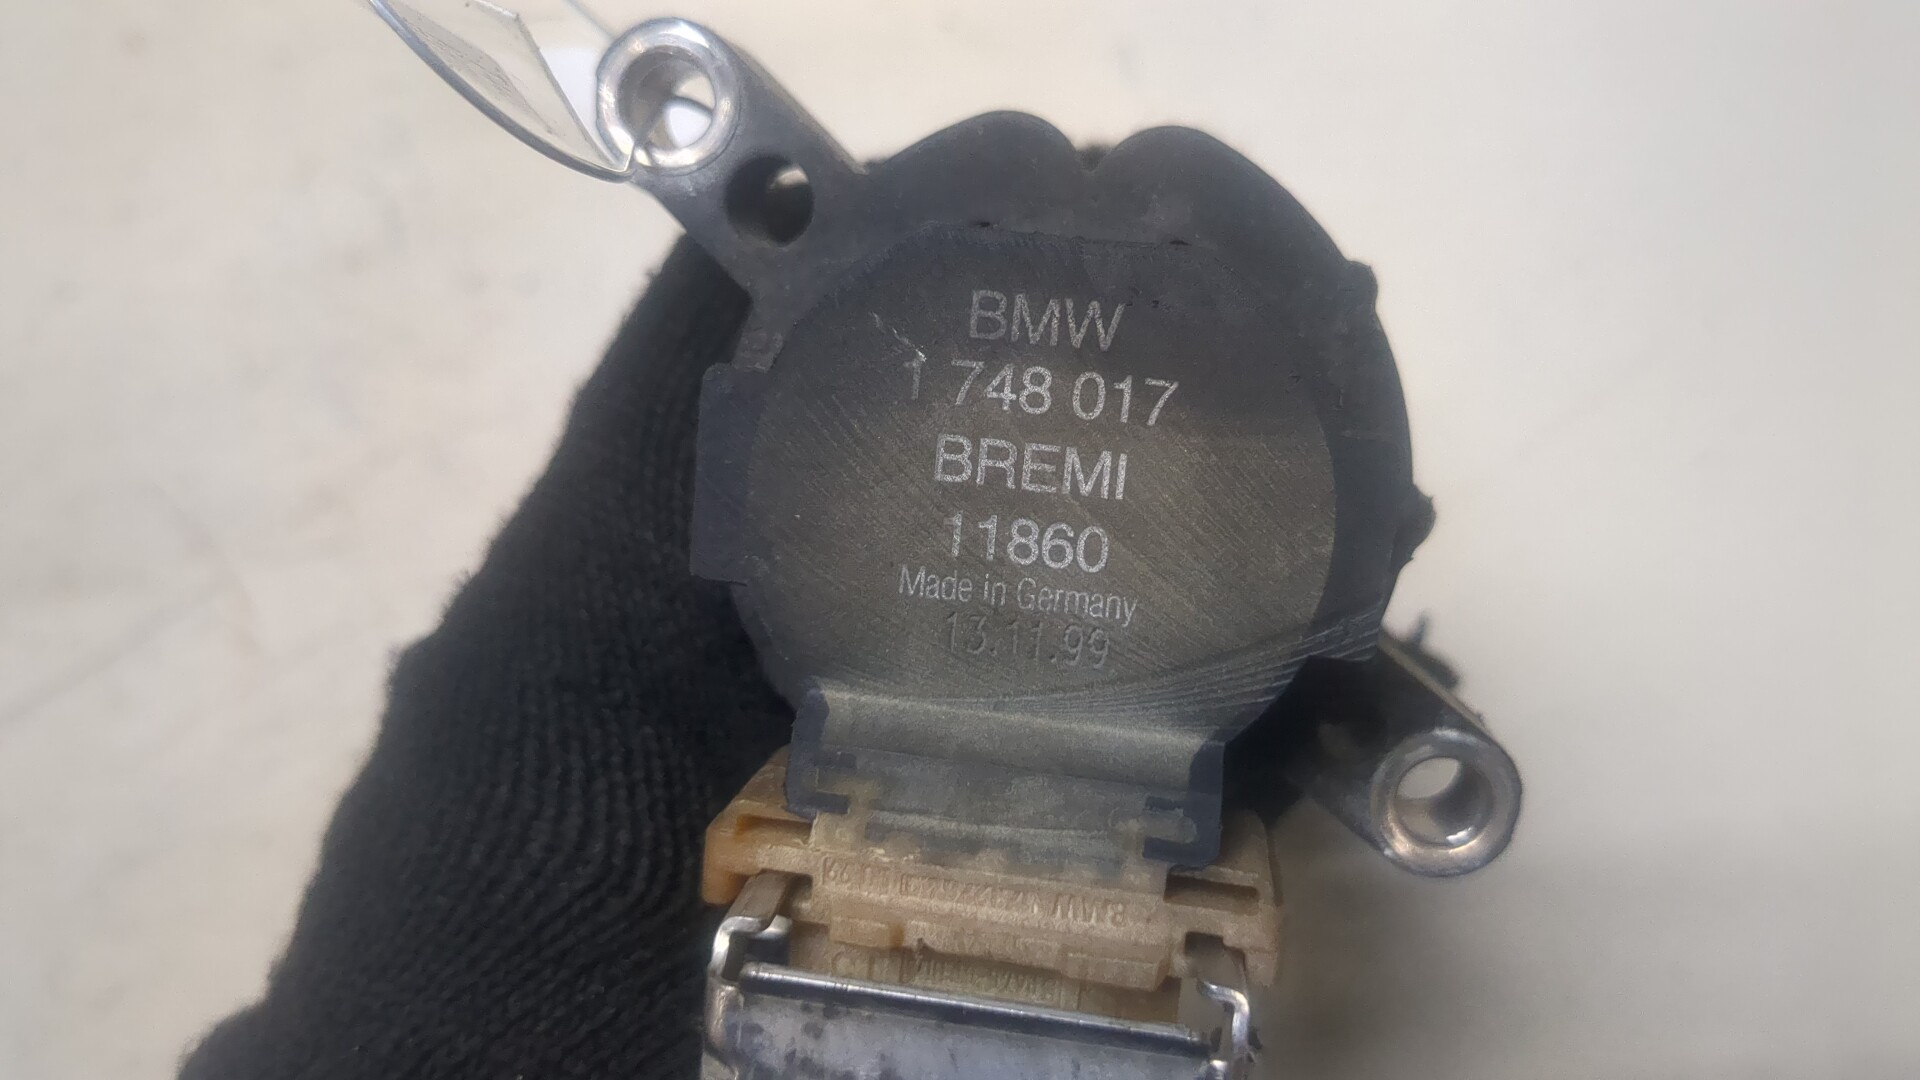 BMW
1 748 017
BREMI
11860
Made in Germany
13.11.99